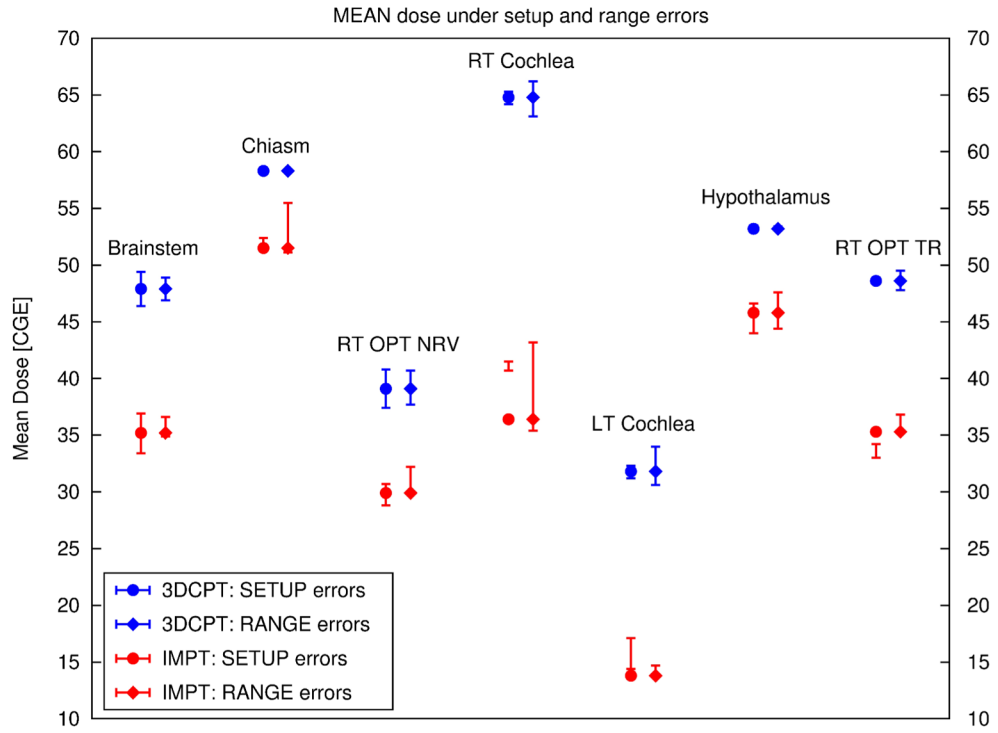 MEAN dose under setup and range errors
70
65
60
55
50
45
40
35
30
25
20
15
10
Mean Dose [CGE]
70
65
60
55
50
45
40
35
30
25
20
15
10
RT Cochlea
Chiasm
Hypothalamus
Brainstem
RT OPT TR
RT OPT NRV
LT Cochlea
3DCPT: SETUP errors
3DCPT: RANGE errors
IMPT: SETUP errors
IMPT: RANGE errors